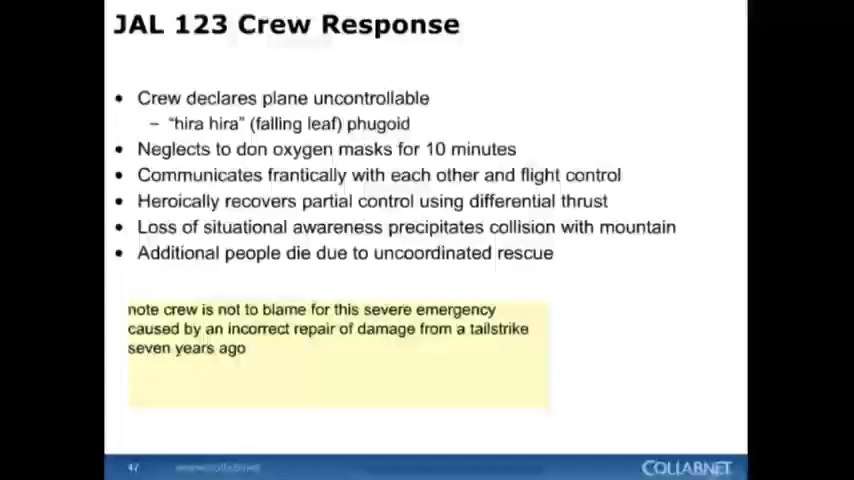 JAL 123 Crew Response
• Crew declares plane uncontrollable
– "hira hira" (falling leaf) phugoid
• Neglects to don oxygen masks for 10 minutes
• Communicates frantically with each other and flight control
• Heroically recovers partial control using differential thrust
• Loss of situational awareness precipitates collision with mountain
• Additional people die due to uncoordinated rescue
note crew is not to blame for this severe emergency
caused by an incorrect repair of damage from a tailstrike
seven years ago
47
COLLABNET